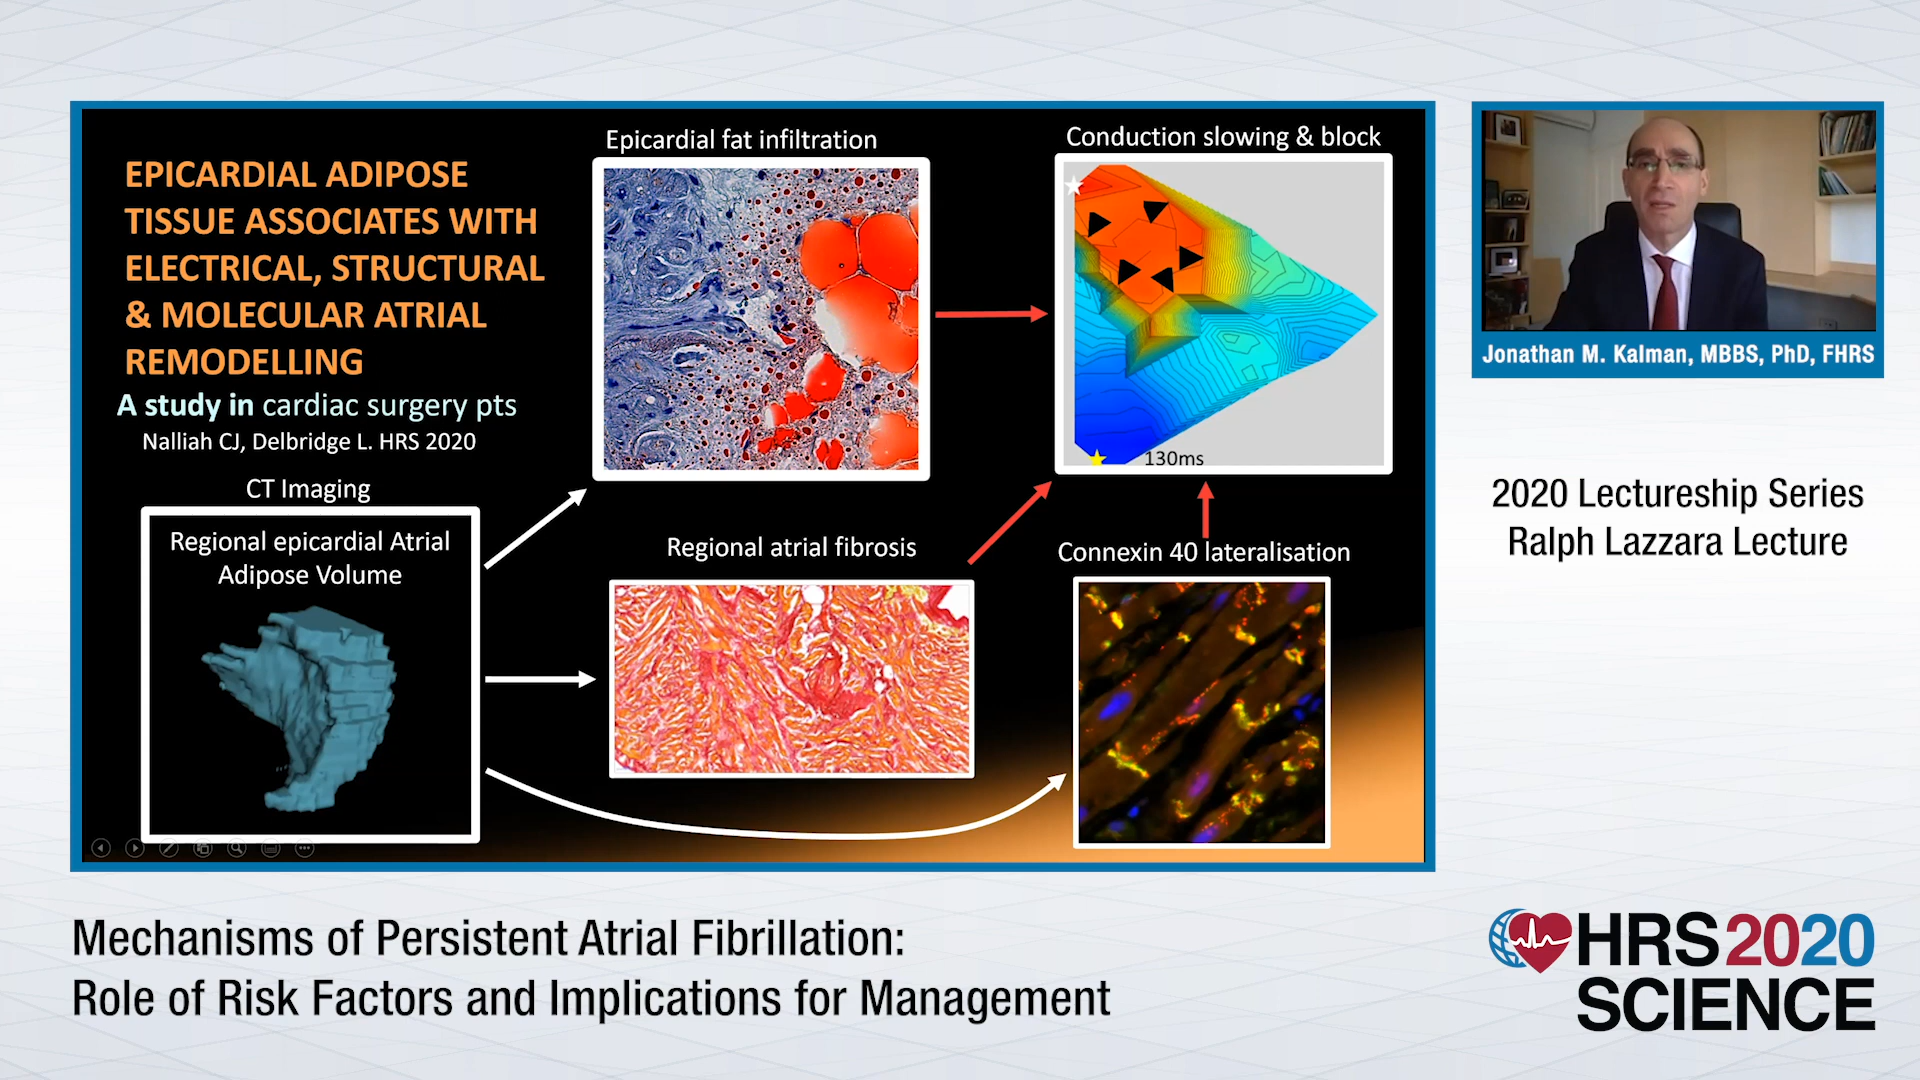 EPICARDIAL ADIPOSE
TISSUE ASSOCIATES WITH
ELECTRICAL, STRUCTURAL
& MOLECULAR ATRIAL
REMODELLING
A study in cardiac surgery pts
Nalliah CJ, Delbridge L. HRS 2020
CT Imaging
Regional epicardial Atrial
Adipose Volume
Epicardial fat infiltration
Conduction slowing & block
130ms
Regional atrial fibrosis
Connexin 40 lateralisation
Jonathan M. Kalman, MBBS, PhD, FHRS
2020 Lectureship Series
Ralph Lazzara Lecture
Mechanisms of Persistent Atrial Fibrillation:
Role of Risk Factors and Implications for Management
HRS2020
SCIENCE